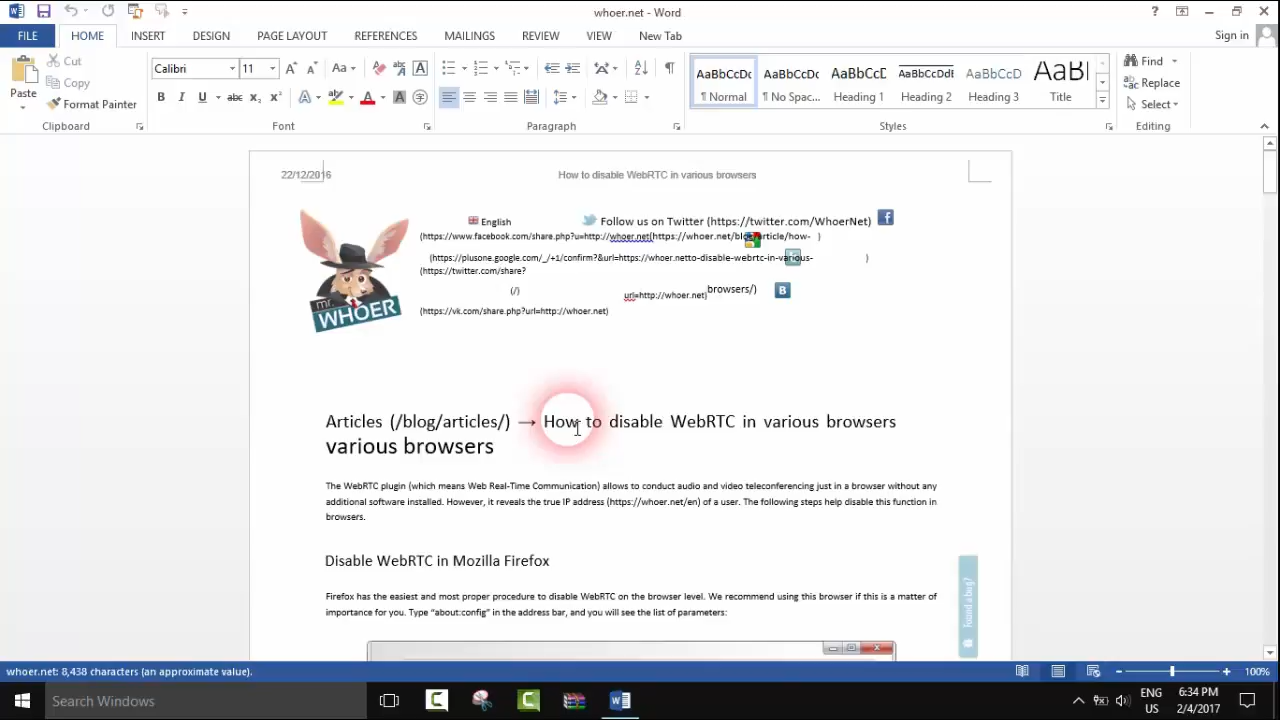 whoer.net - Word
FILE HOME INSERT DESIGN PAGE LAYOUT REFERENCES MAILINGS REVIEW VIEW New Tab Sign in
Paste Cut Copy Format Painter
Calibri 11
B I U abc x₂ x² A
AaBbCcDc AaBbCcDc AaBbCcD AaBbCcDdE AaBbCcD AaB
¶ Normal ¶ No Spac... Heading 1 Heading 2 Heading 3 Title
Find Replace Select
Clipboard Font Paragraph Styles Editing
22/12/2016 How to disable WebRTC in various browsers
English Follow us on Twitter (https://twitter.com/WhoerNet)
(https://www.facebook.com/share.php?u=http://whoer.net(https://whoer.net/blog/article/how- )
(https://plusone.google.com/_/+1/confirm?&url=https://whoer.netto-disable-webrtc-in-various- )
(https://twitter.com/share?
(/) url=http://whoer.net) browsers/) B
(https://vk.com/share.php?url=http://whoer.net)
mr.
WHOER
Articles (/blog/articles/) → How to disable WebRTC in various browsers
various browsers
The WebRTC plugin (which means Web Real-Time Communication) allows to conduct audio and video teleconferencing just in a browser without any
additional software installed. However, it reveals the true IP address (https://whoer.net/en) of a user. The following steps help disable this function in
browsers.
Disable WebRTC in Mozilla Firefox
Found a bug?
Firefox has the easiest and most proper procedure to disable WebRTC on the browser level. We recommend using this browser if this is a matter of
importance for you. Type “about:config” in the address bar, and you will see the list of parameters:
whoer.net: 8,438 characters (an approximate value). 100%
Search Windows
ENG 6:34 PM
US 2/4/2017